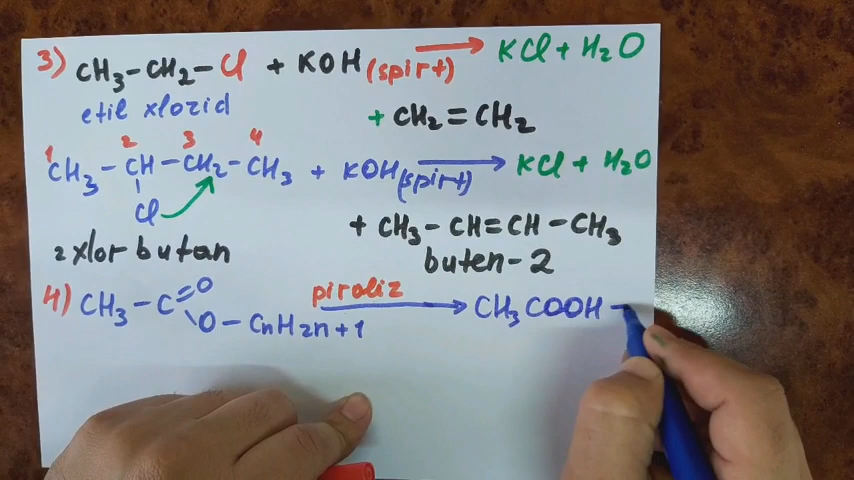 3) CH₃-CH₂-Cl + KOH (spirt) → KCl + H₂O
etil xlorid
+ CH₂=CH₂
1 2 3 4
CH₃-CH-CH₂-CH₃ + KOH (spirt) → KCl + H₂O
Cl
+ CH₃-CH=CH-CH₃
2 xlor butan
buten-2
4) CH₃-C=O piroliz → CH₃COOH
\O-CnH2n+1